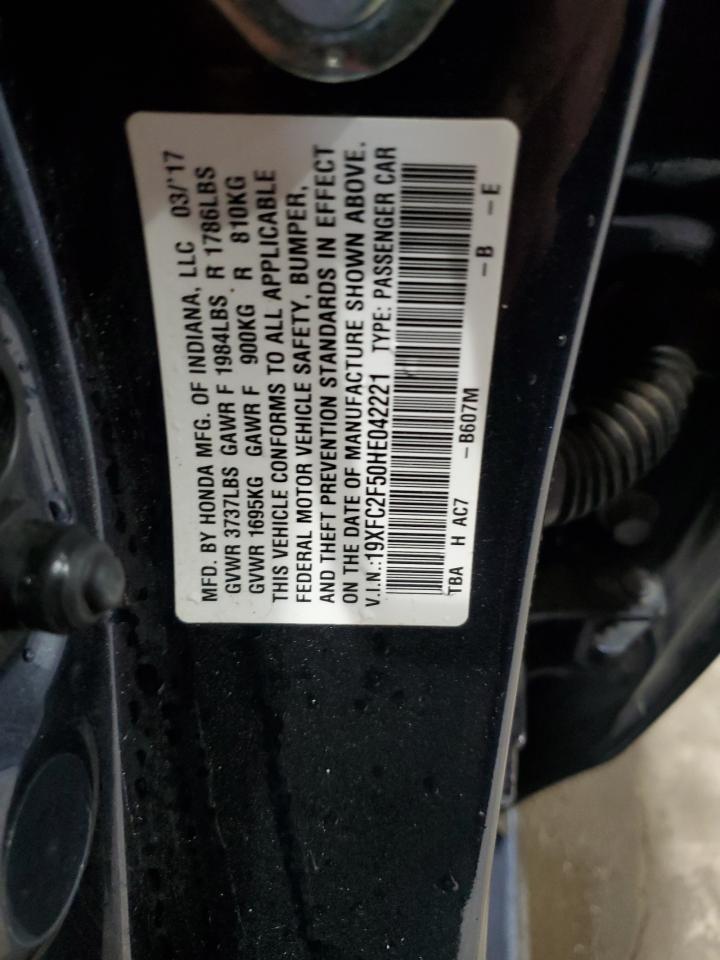 MFD. BY HONDA MFG. OF INDIANA, LLC 03/'17
GVWR 3737LBS GAWR F 1984LBS R 1786LBS
GVWR 1695KG GAWR F 900KG R 810KG
THIS VEHICLE CONFORMS TO ALL APPLICABLE
FEDERAL MOTOR VEHICLE SAFETY, BUMPER,
AND THEFT PREVENTION STANDARDS IN EFFECT
ON THE DATE OF MANUFACTURE SHOWN ABOVE.
V.I.N.:19XFC2F50HE042221 TYPE: PASSENGER CAR
TBA H AC7 -B607M -B -E